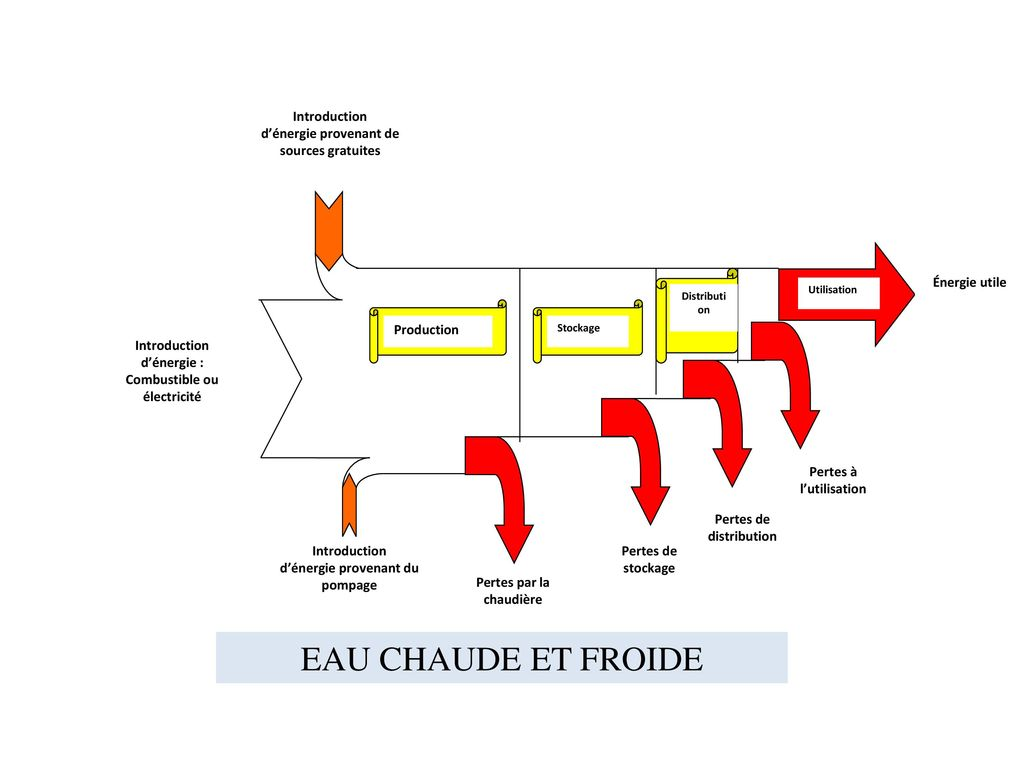 Introduction
d’énergie provenant de
sources gratuites
Énergie utile
Utilisation
Distributi
on
Stockage
Production
Introduction
d’énergie :
Combustible ou
électricité
Pertes à
l’utilisation
Pertes de
distribution
Pertes de
stockage
Introduction
d’énergie provenant du
pompage
Pertes par la
chaudière
EAU CHAUDE ET FROIDE